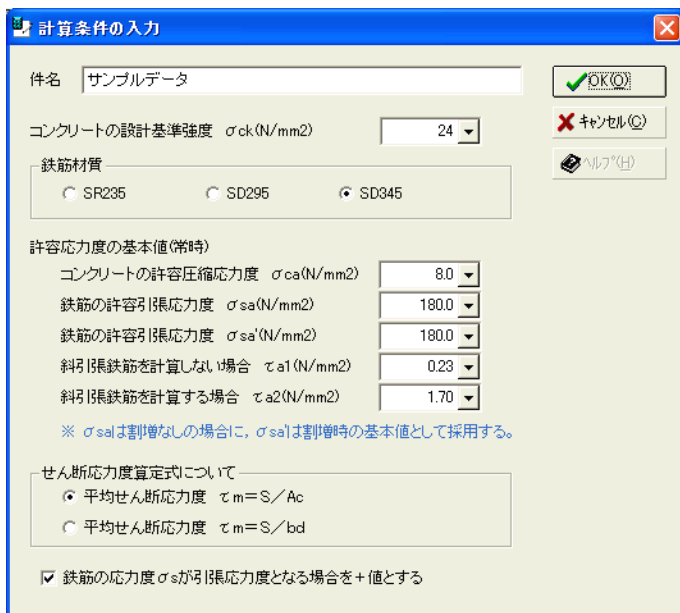 計算条件の入力
件名 サンプルデータ
OK(O)
コンクリートの設計基準強度 σck(N/mm2) 24
キャンセル(C)
鉄筋材質
ヘルプ(H)
SR235 SD295 SD345
許容応力度の基本値(常時)
コンクリートの許容圧縮応力度 σca(N/mm2) 8.0
鉄筋の許容引張応力度 σsa(N/mm2) 180.0
鉄筋の許容引張応力度 σsa'(N/mm2) 180.0
斜引張鉄筋を計算しない場合 τa1(N/mm2) 0.23
斜引張鉄筋を計算する場合 τa2(N/mm2) 1.70
※ σsaは割増なしの場合に, σsa'は割増時の基本値として採用する。
せん断応力度算定式について
平均せん断応力度 τm=S/Ac
平均せん断応力度 τm=S/bd
鉄筋の応力度σsが引張応力度となる場合を+値とする